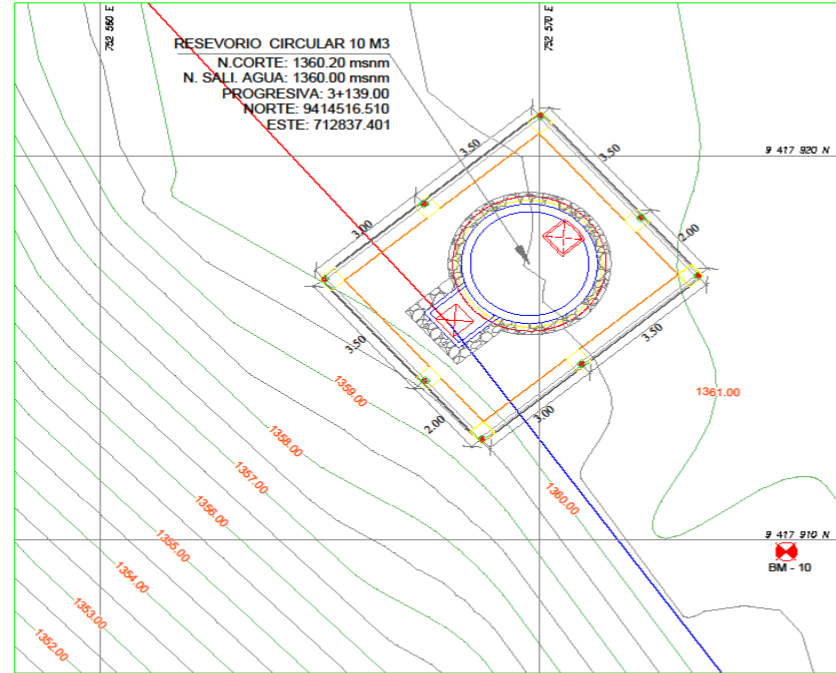 752 560 E
752 570 E
RESEVORIO CIRCULAR 10 M3
N.CORTE: 1360.20 msnm
N. SALI. AGUA: 1360.00 msnm
PROGRESIVA: 3+139.00
NORTE: 9414516.510
ESTE: 712837.401
9 417 920 N
3.50
3.50
3.00
2.00
3.50
3.50
3.00
2.00
1359.00
1361.00
1358.00
1357.00
1360.00
1356.00
1355.00
1354.00
1353.00
1352.00
9 417 910 N
BM - 10